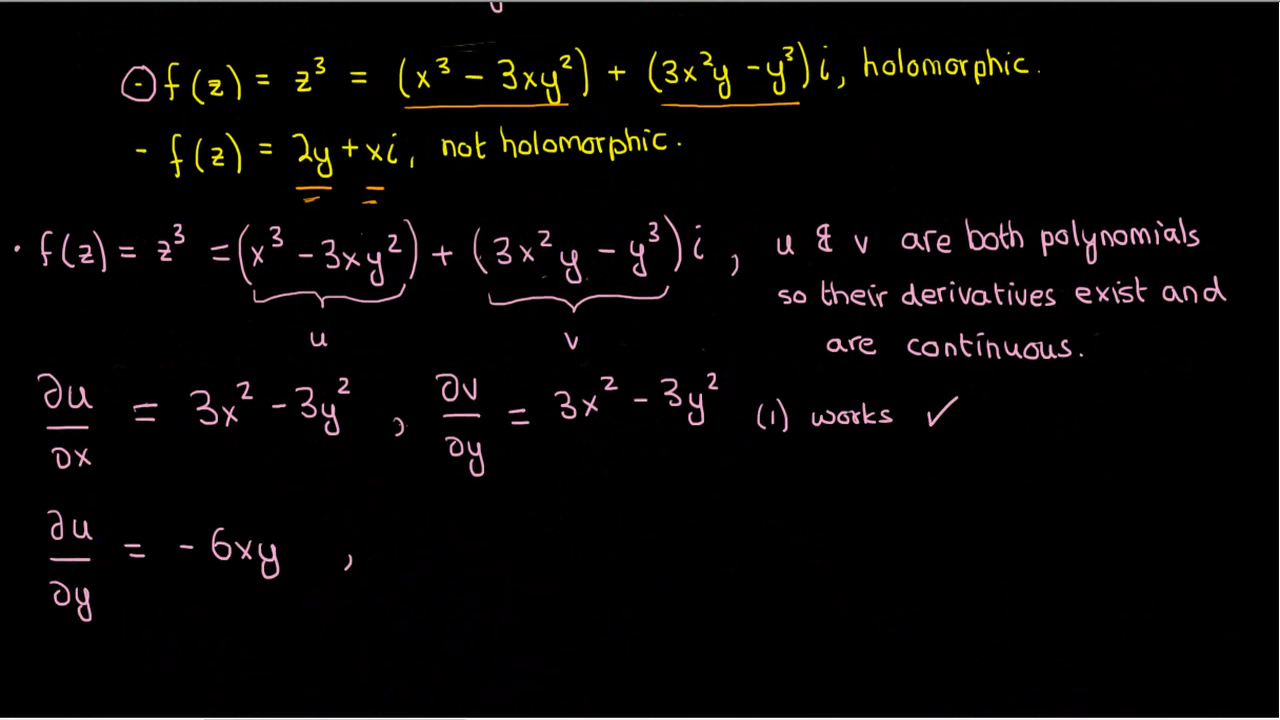 - f(z) = z³ = (x³ - 3xy²) + (3x²y - y³)i, holomorphic.
- f(z) = 2y + xi, not holomorphic.
· f(z) = z³ = (x³ - 3xy²) + (3x²y - y³)i, u & v are both polynomials
so their derivatives exist and
u v are continuous.
∂u/∂x = 3x² - 3y², ∂v/∂y = 3x² - 3y² (1) works ✓
∂u/∂y = -6xy,